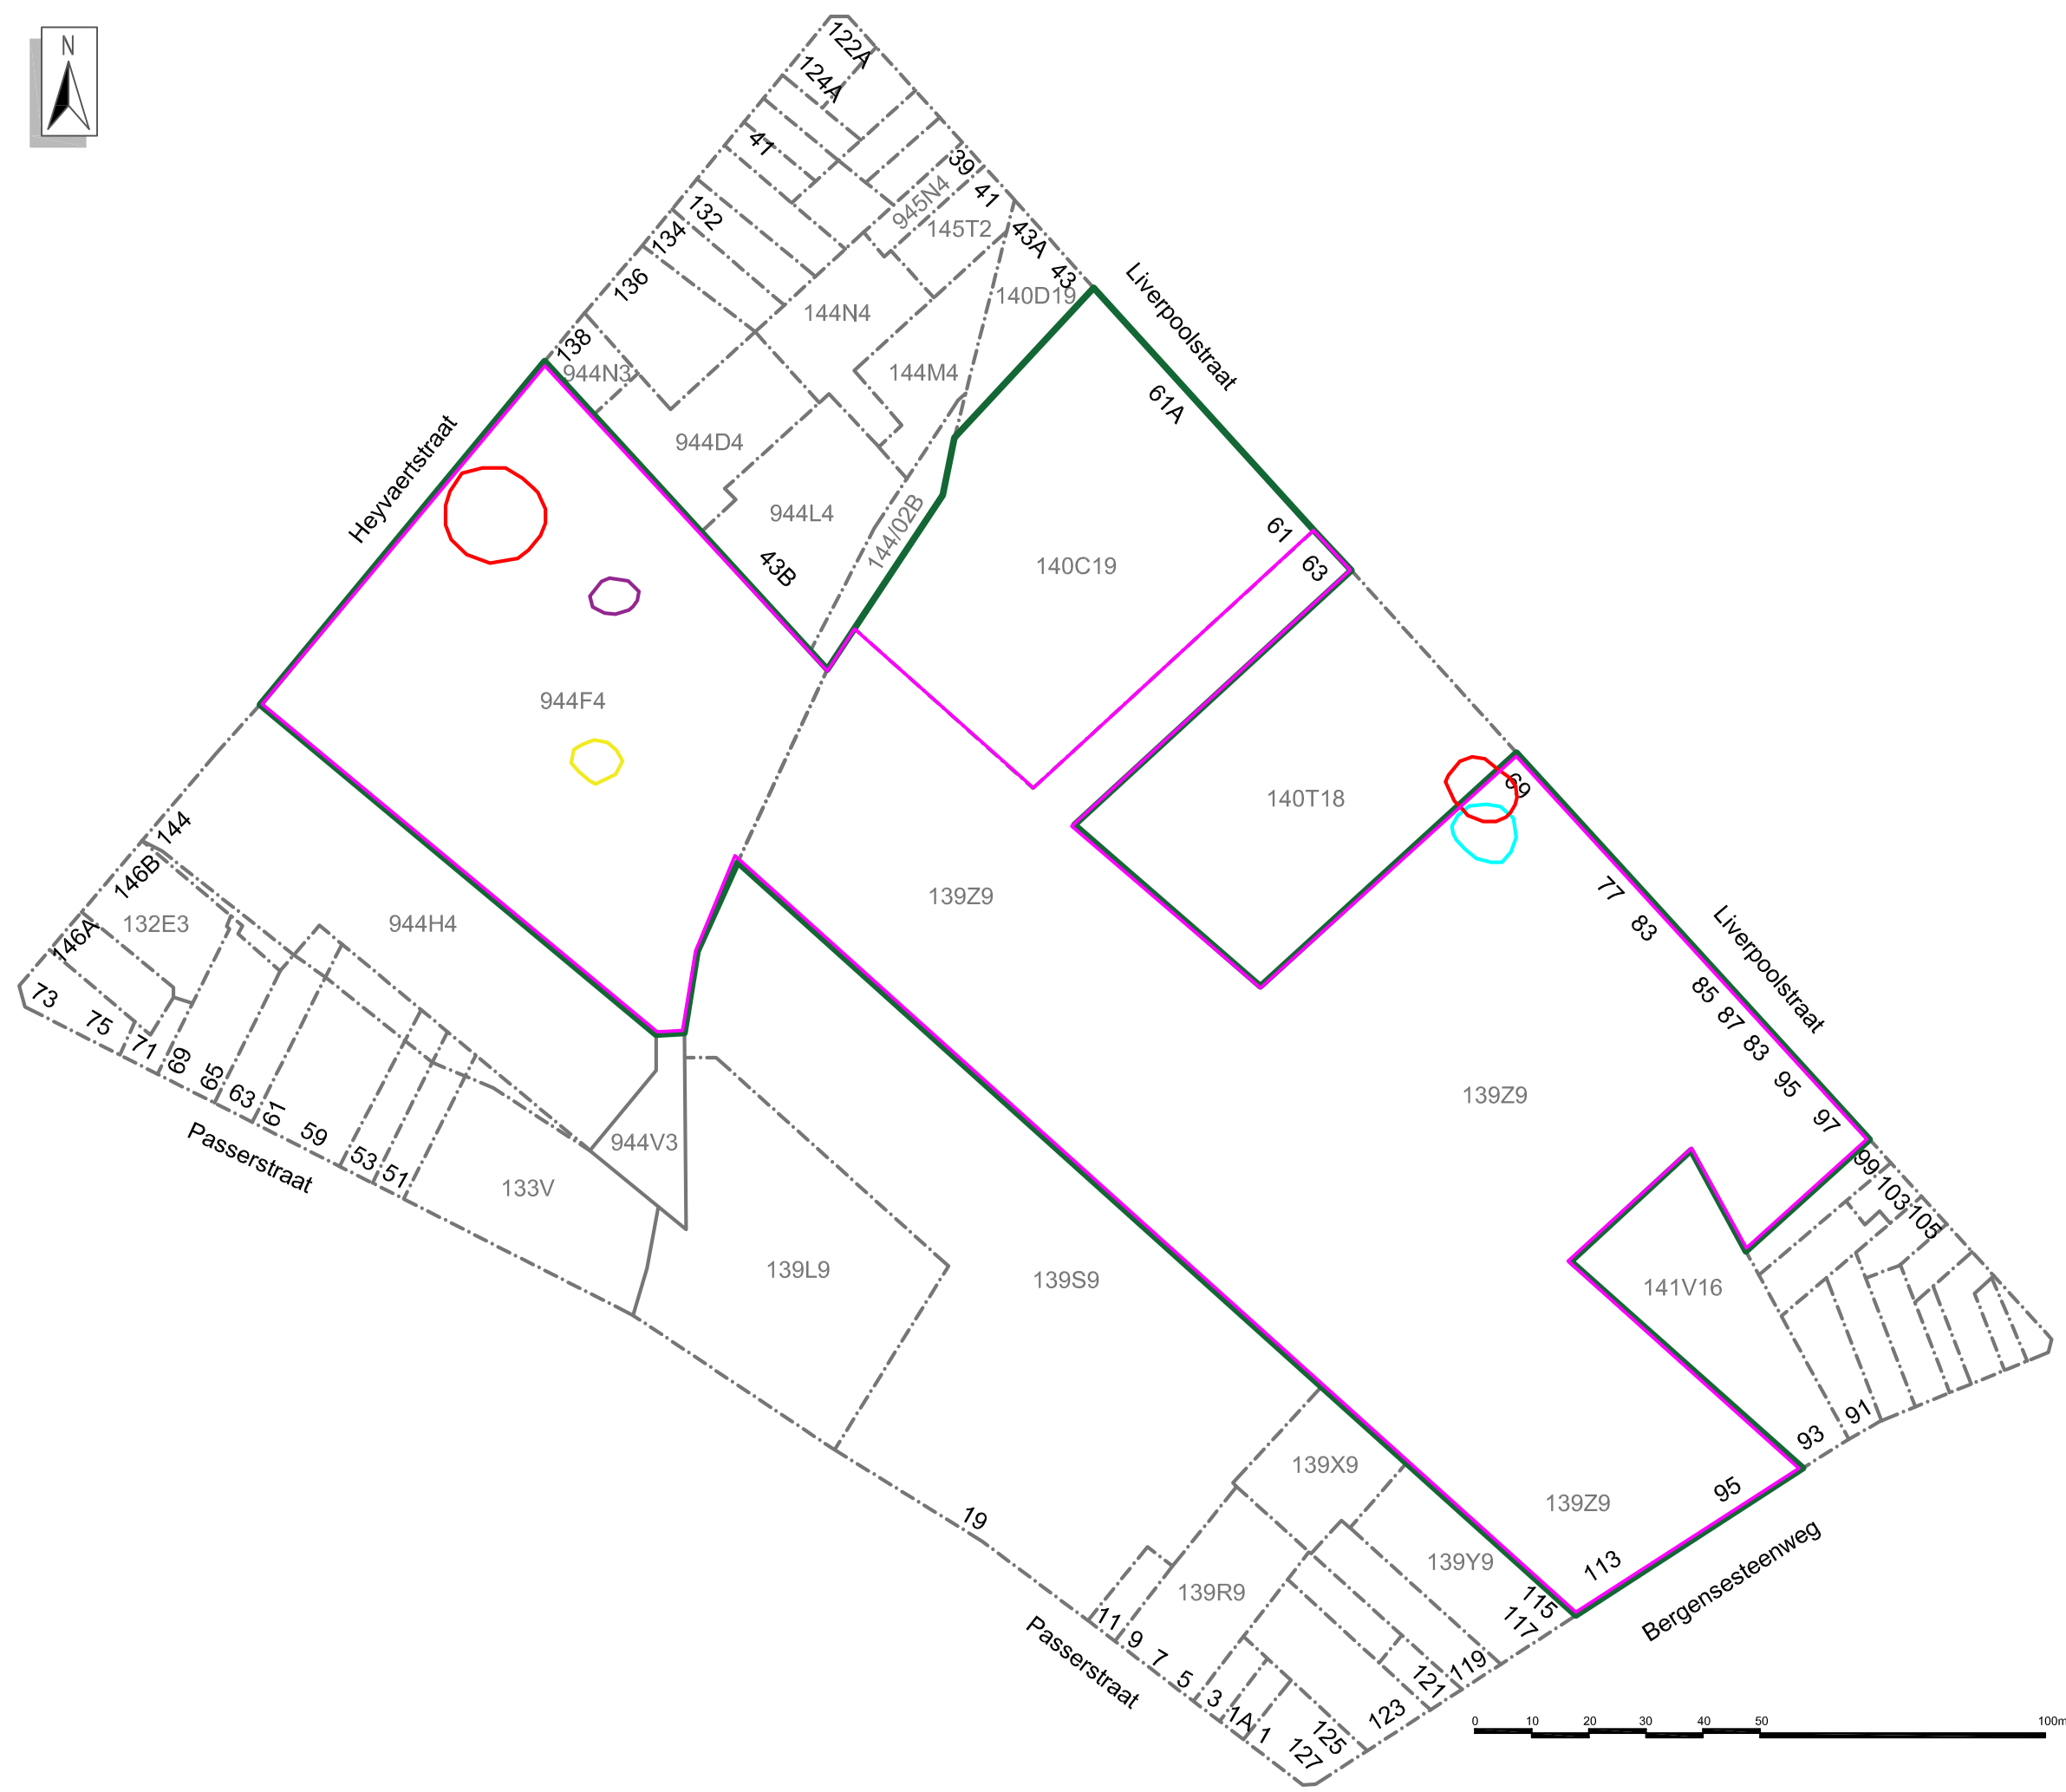 N
122A
124A
41
39
41
945N4
145T2
43A
43
132
134
136
138
140D19
144N4
944N3
144M4
Liverpoolstraat
61A
944D4
Heyvaertstraat
944L4
144/02B
43B
61
63
140C19
944F4
69
140T18
77
83
139Z9
144
146B
132E3
146A
944H4
Liverpoolstraat
85
87
83
95
97
73
75
71
69
65
63
61
59
53
51
Passerstraat
139Z9
944V3
133V
99
103
105
139L9
139S9
141V16
91
93
139X9
95
139Z9
19
139Y9
113
139R9
115
117
Bergensesteenweg
11
9
7
5
3
1A
1
Passerstraat
119
121
123
125
127
0
10
20
30
40
50
100m